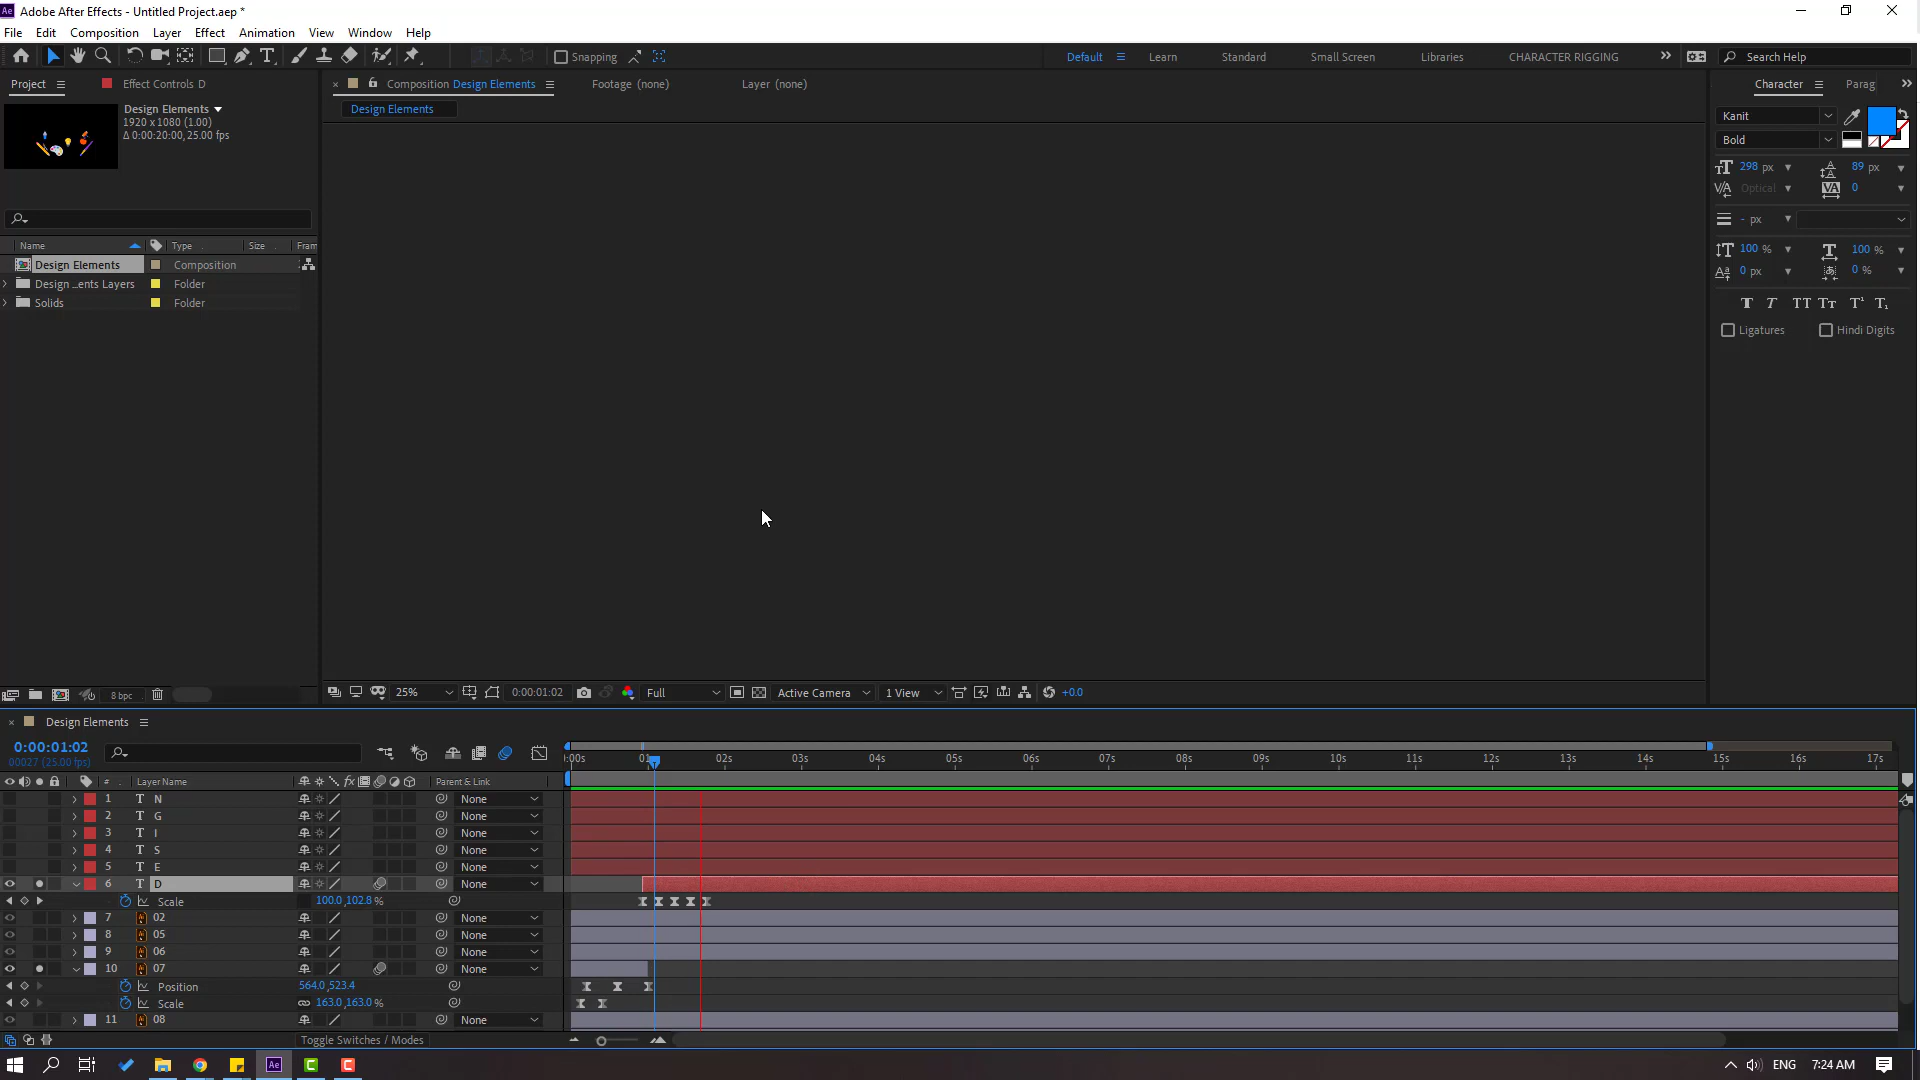 Adobe After Effects - Untitled Project.aep *
File Edit Composition Layer Effect Animation View Window Help
Snapping
Default Learn Standard Small Screen Libraries CHARACTER RIGGING Search Help
Project Effect Controls D
Composition Design Elements Footage (none) Layer (none)
Character Parag
Design Elements
1920 x 1080 (1.00)
Δ 0:00:20:00, 25.00 fps
Design Elements
Kanit
Bold
298 px 89 px
Optical 0
- px
100 % 100 %
0 px 0 %
Ligatures Hindi Digits
Name Type Size Fram
Design Elements Composition
Design ...ents Layers Folder
Solids Folder
8 bpc
25% 0:00:01:02 Full Active Camera 1 View +0.0
Design Elements
0:00:01:02
00027 (25.00 fps)
:00s 01 02s 03s 04s 05s 06s 07s 08s 09s 10s 11s 12s 13s 14s 15s 16s 17s
# Layer Name Parent & Link
1 T N None
2 T G None
3 T I None
4 T S None
5 T E None
6 T D None
Scale 100.0,102.8 %
7 02 None
8 05 None
9 06 None
10 07 None
Position 564.0,523.4
Scale 163.0,163.0 %
11 08 None
Toggle Switches / Modes
ENG 7:24 AM